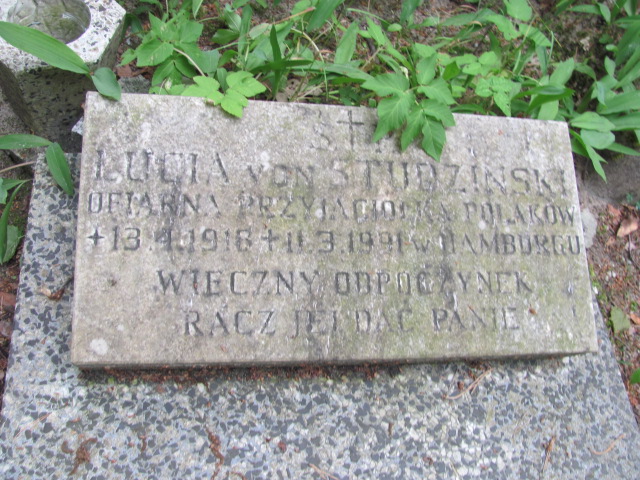 Ś † P
LUCIA VON STUDZINSKI
OFIARNA PRZYJACIÓŁKA POLAKÓW
+ 13.4.1918 + 11.3.1991 W HAMBURGU
WIECZNY ODPOCZYNEK
RACZ JEJ DAĆ PANIE